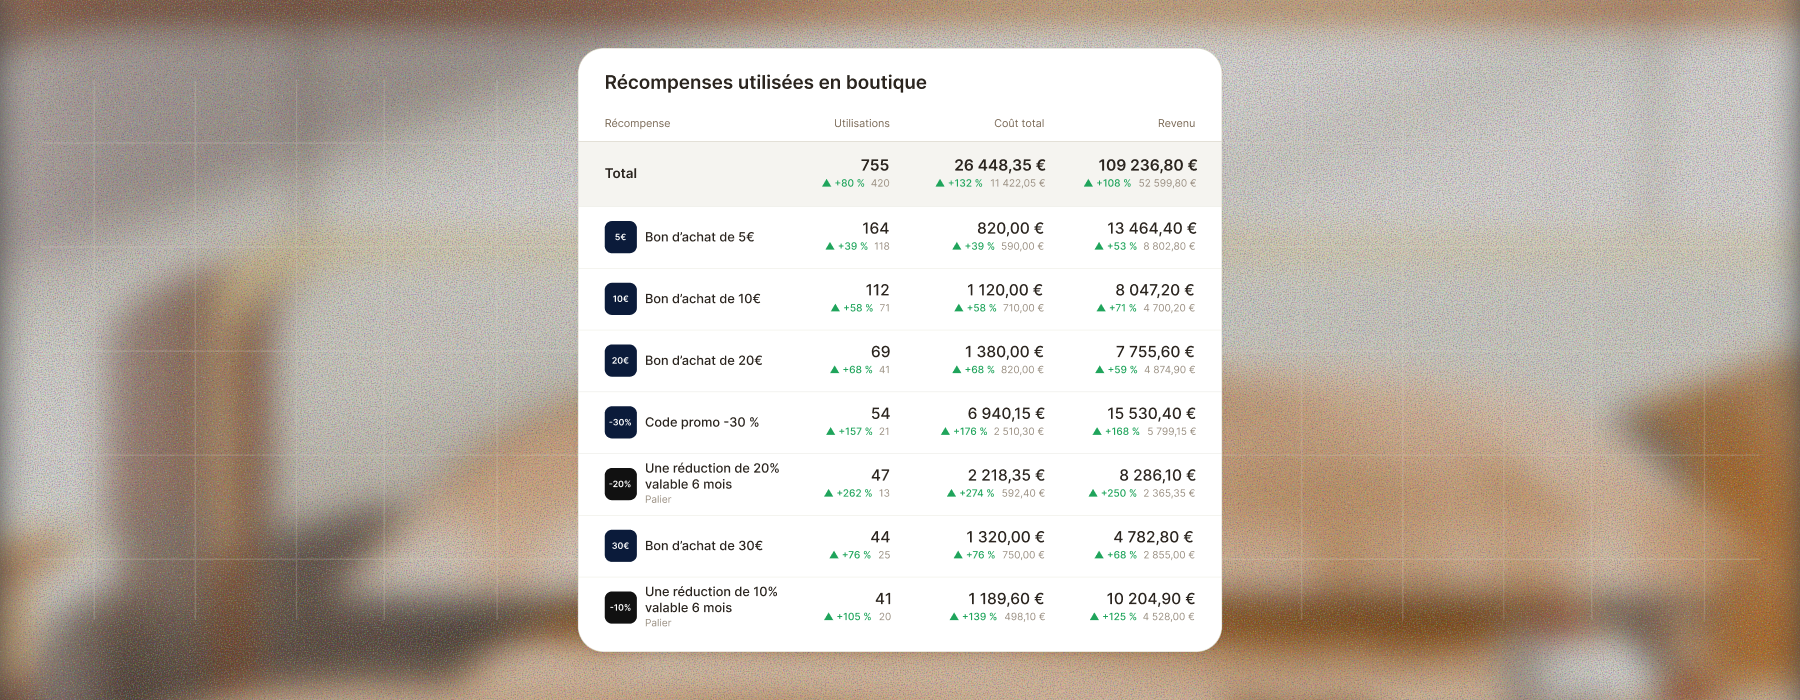 Récompenses utilisées en boutique
Récompense Utilisations Coût total Revenu
Total 755 26 448,35 € 109 236,80 €
▲ +80 % 420 ▲ +132 % 11 422,05 € ▲ +108 % 52 599,80 €
5€ Bon d’achat de 5€ 164 820,00 € 13 464,40 €
▲ +39 % 118 ▲ +39 % 590,00 € ▲ +53 % 8 802,80 €
10€ Bon d’achat de 10€ 112 1 120,00 € 8 047,20 €
▲ +58 % 71 ▲ +58 % 710,00 € ▲ +71 % 4 700,20 €
20€ Bon d’achat de 20€ 69 1 380,00 € 7 755,60 €
▲ +68 % 41 ▲ +68 % 820,00 € ▲ +59 % 4 874,90 €
-30% Code promo -30 % 54 6 940,15 € 15 530,40 €
▲ +157 % 21 ▲ +176 % 2 510,30 € ▲ +168 % 5 799,15 €
-20% Une réduction de 20% valable 6 mois 47 2 218,35 € 8 286,10 €
Palier ▲ +262 % 13 ▲ +274 % 592,40 € ▲ +250 % 2 365,35 €
30€ Bon d’achat de 30€ 44 1 320,00 € 4 782,80 €
▲ +76 % 25 ▲ +76 % 750,00 € ▲ +68 % 2 855,00 €
-10% Une réduction de 10% valable 6 mois 41 1 189,60 € 10 204,90 €
Palier ▲ +105 % 20 ▲ +139 % 498,10 € ▲ +125 % 4 528,00 €